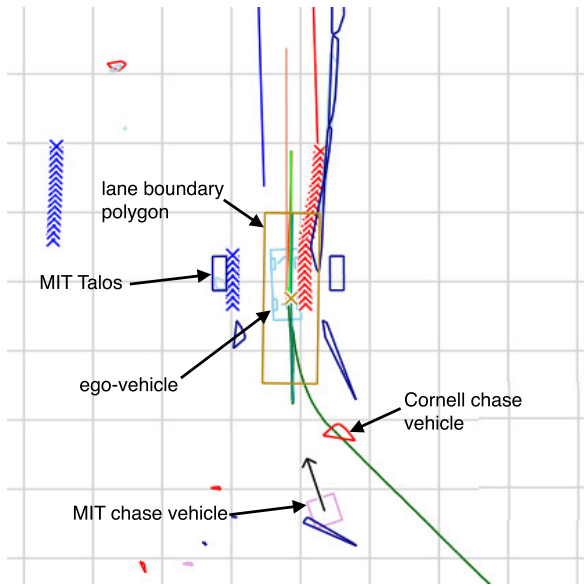 lane boundary
polygon
MIT Talos
ego-vehicle
Cornell chase
vehicle
MIT chase vehicle